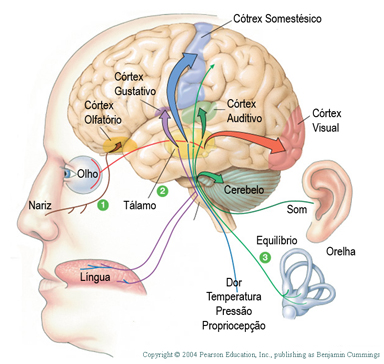 Côtrex Somestésico
Córtex
Gustativo
Córtex
Olfatório
Córtex
Auditivo
Córtex
Visual
Olho
Nariz
1
2
Tálamo
Cerebelo
Som
Orelha
Equilíbrio
3
Língua
Dor
Temperatura
Pressão
Propriocepção
Copyright © 2004 Pearson Education, Inc., publishing as Benjamin Cummings